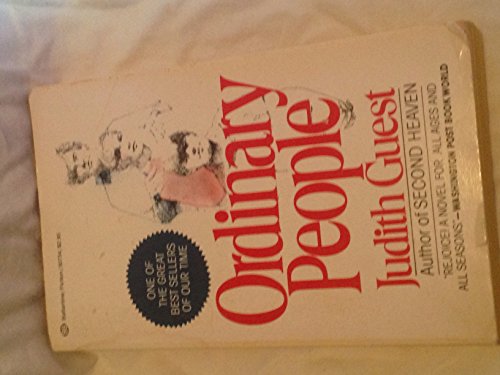 ONE OF
THE GREAT
BEST SELLERS
OF OUR TIME
Ordinary
People
Judith Guest
Author of SECOND HEAVEN
"REJOICE! A NOVEL FOR ALL AGES AND
ALL SEASONS"—WASHINGTON POST BOOK WORLD